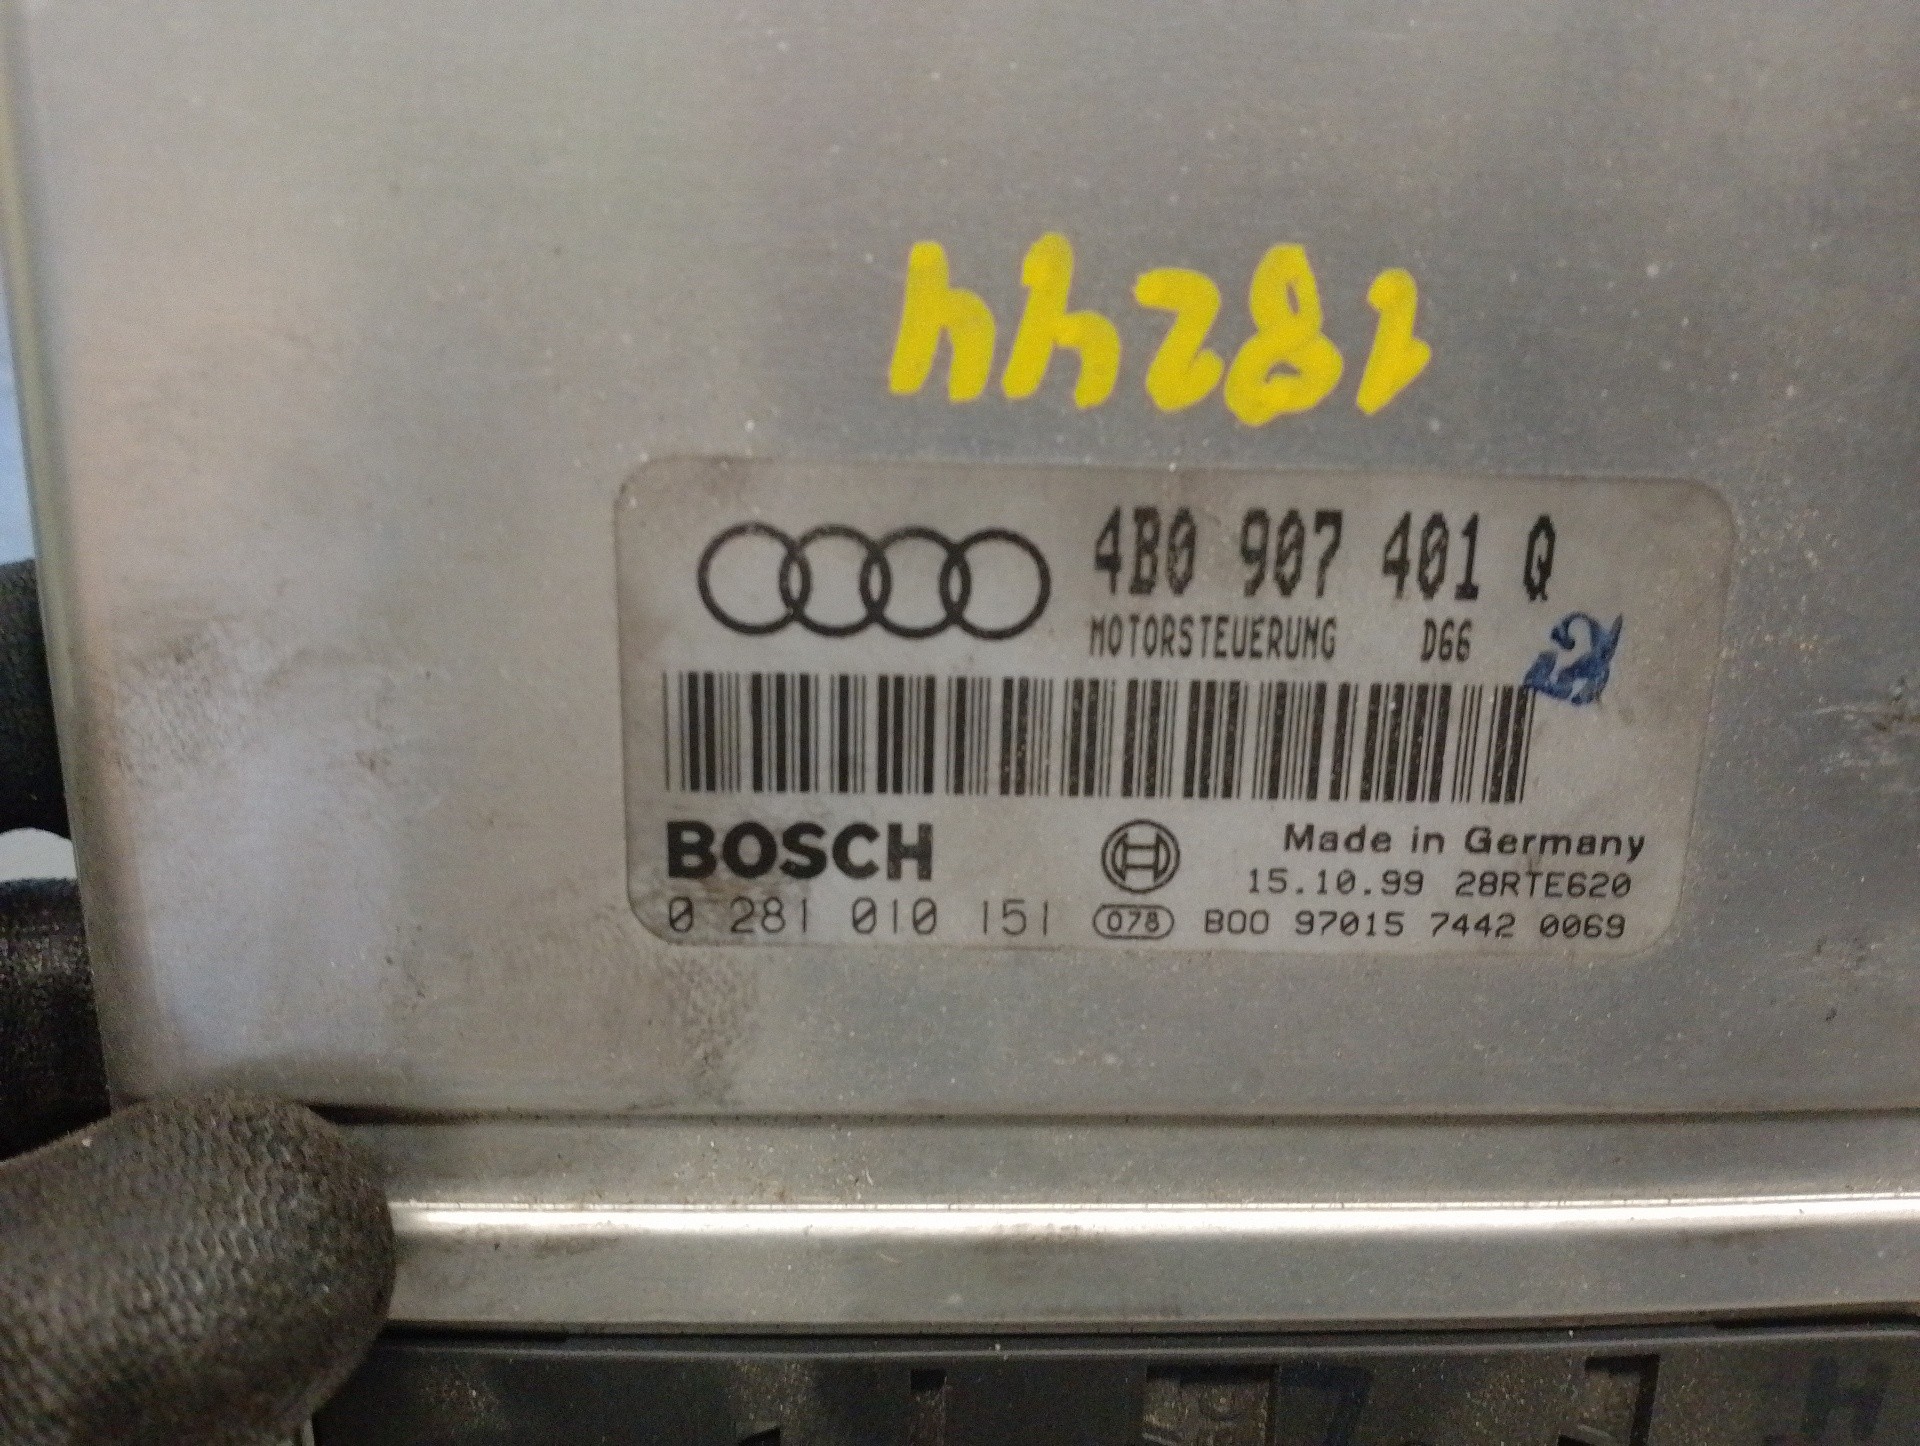 18244
4B0 907 401 Q
MOTORSTEUERUNG D66
BOSCH
Made in Germany
15.10.99 28RTE620
0 281 010 151
078 B00 97015 7442 0069